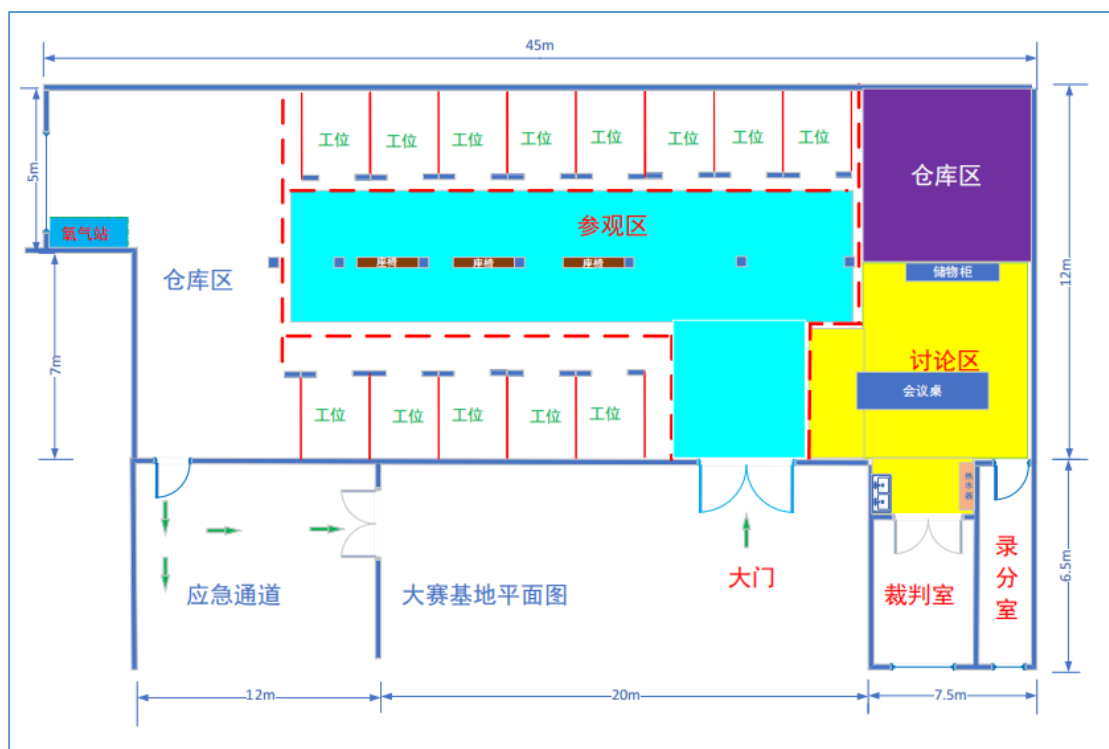 45m
工位 工位 工位 工位 工位 工位 工位 工位
仓库区
5m
氧气站
参观区
座椅 座椅 座椅
仓库区
储物柜
12m
7m
讨论区
会议桌
工位 工位 工位 工位 工位
热水器
应急通道
大赛基地平面图
大门
裁判室
录分室
6.5m
12m
20m
7.5m